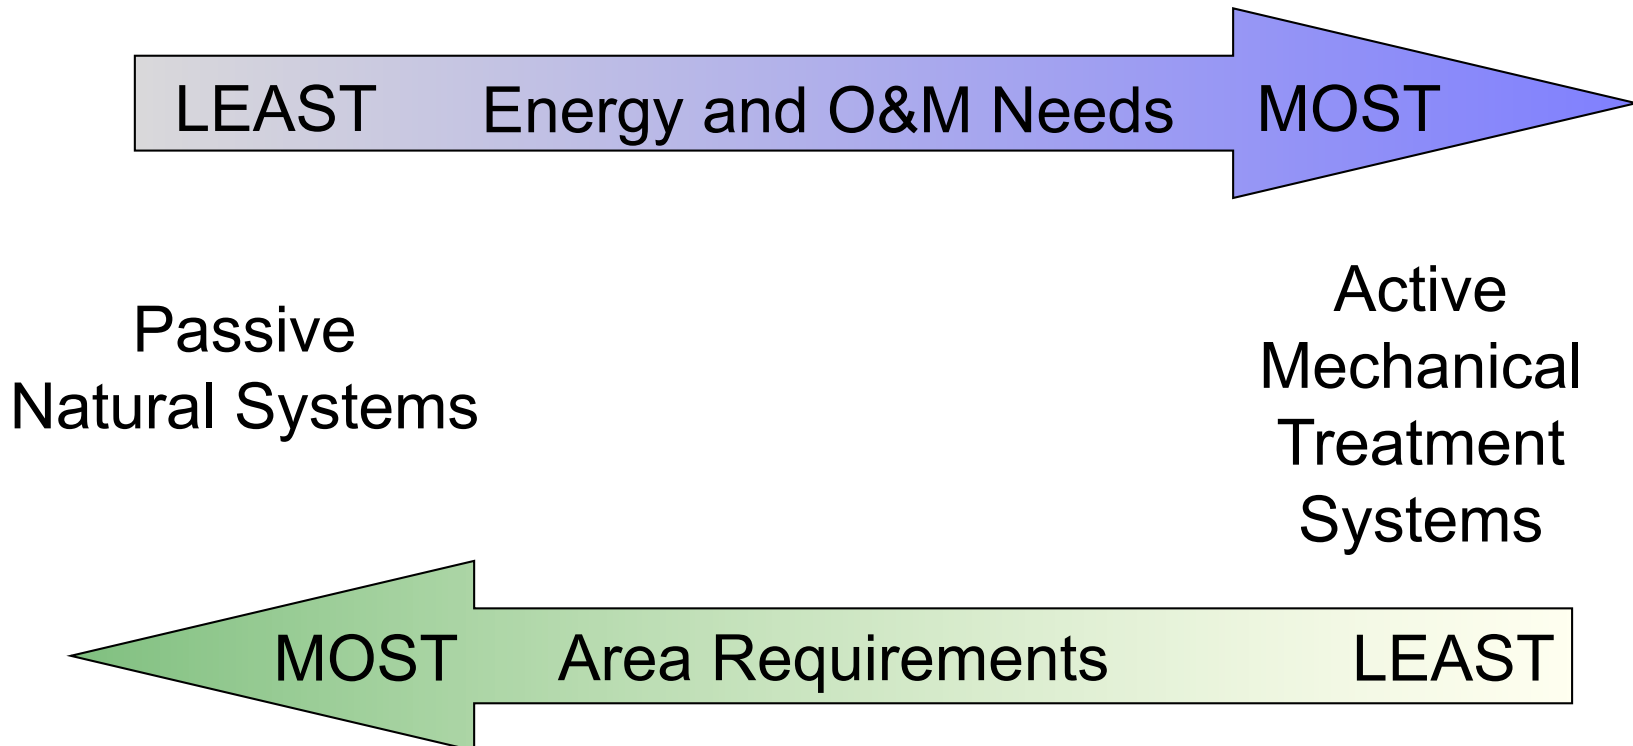 LEAST Energy and O&M Needs MOST
Passive
Natural Systems
Active
Mechanical
Treatment
Systems
MOST Area Requirements LEAST